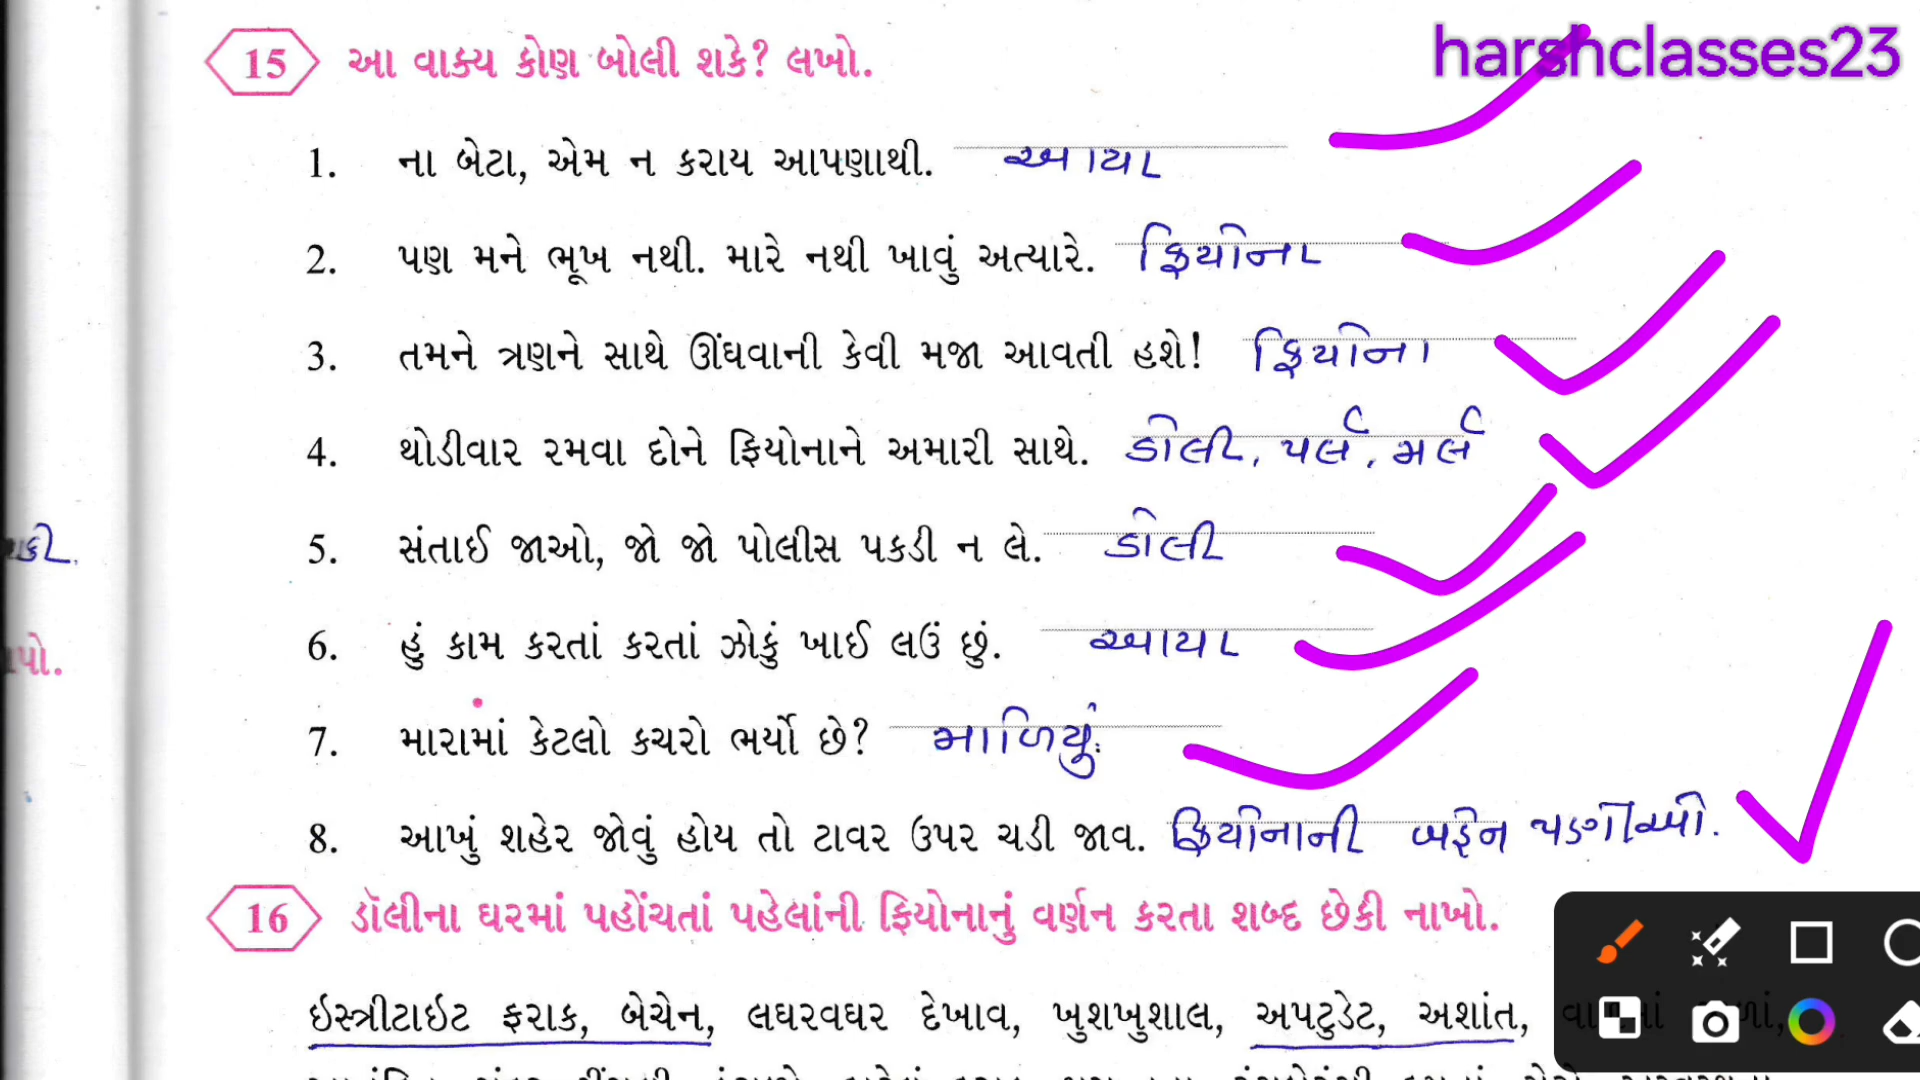 harshclasses23
15 આ વાક્ય કોણ બોલી શકે? લખો.
1. ના બેટા, એમ ન કરાય આપણાથી. આયા
2. પણ મને ભૂખ નથી. મારે નથી ખાવું અત્યારે. ફિયોના
3. તમને ત્રણને સાથે ઊંઘવાની કેવી મજા આવતી હશે! ફિયોના
4. થોડીવાર રમવા દોને ફિયોનાને અમારી સાથે. ડોલી, પર્લ, મર્લ
5. સંતાઈ જાઓ, જો જો પોલીસ પકડી ન લે. ડોલી
6. હું કામ કરતાં કરતાં ઝોકું ખાઈ લઉં છું. આયા
7. મારામાં કેટલો કચરો ભર્યો છે? માળિયું
8. આખું શહેર જોવું હોય તો ટાવર ઉપર ચડી જાવ. ફિયોનાની બહેનપણીઓ.
પો.
16 ડૉલીના ઘરમાં પહોંચતાં પહેલાંની ફિયોનાનું વર્ણન કરતા શબ્દ છેકી નાખો.
ઇસ્ત્રીટાઇટ ફરાક, બેચેન, લઘરવઘર દેખાવ, ખુશખુશાલ, અપટુડેટ, અશાંત,